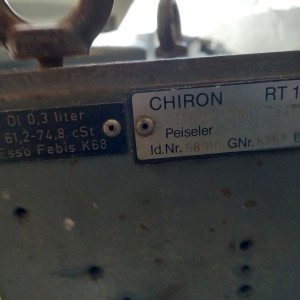 Öl 0,3 liter
61,2-74,8 cSt
Esso Febis K68
CHIRON RT 1
Peiseler
Id.Nr. 58910 GNr.